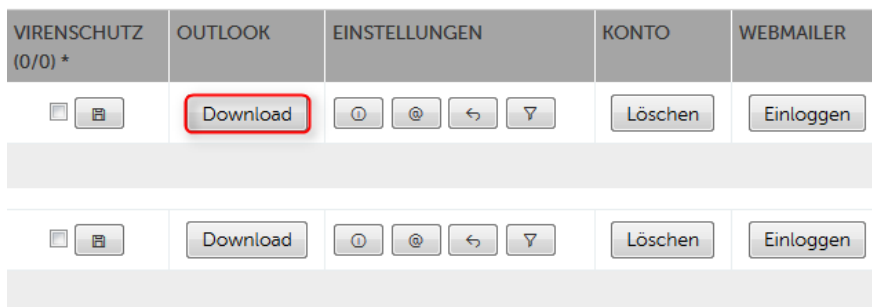 VIRENSCHUTZ OUTLOOK EINSTELLUNGEN KONTO WEBMAILER
(0/0) *
Download @ Löschen Einloggen
Download @ Löschen Einloggen